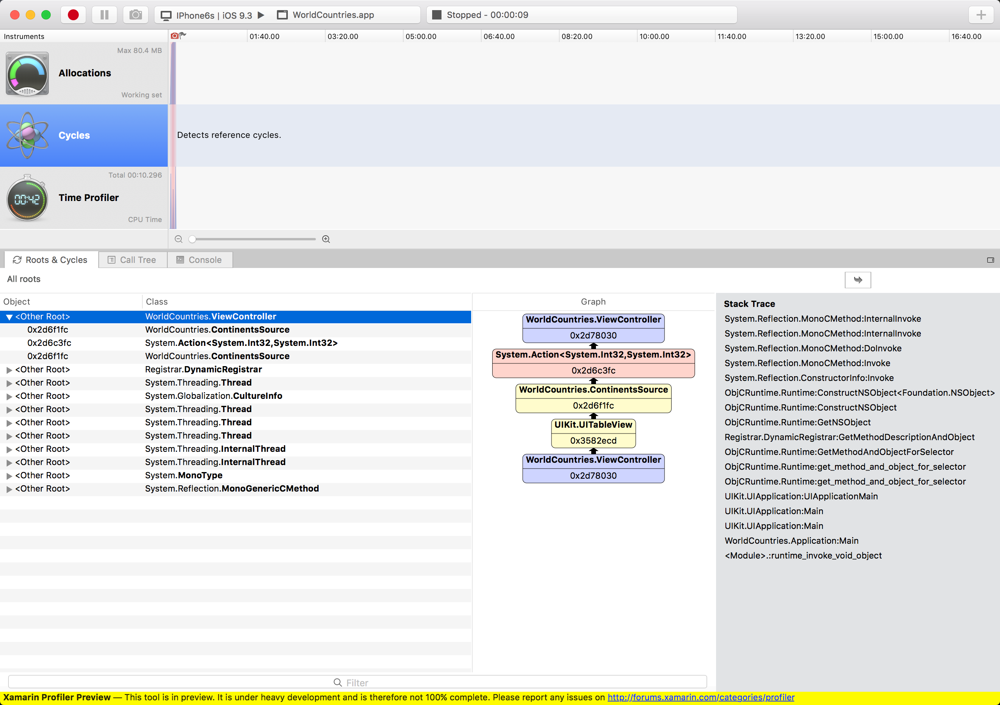 IPhone6s | iOS 9.3 WorldCountries.app Stopped - 00:00:09
Instruments 01:40.00 03:20.00 05:00.00 06:40.00 08:20.00 10:00.00 11:40.00 13:20.00 15:00.00 16:40.00
Max 80.4 MB
Allocations
Working set
Cycles
Detects reference cycles.
Total 00:10.296
00:42
Time Profiler
CPU Time
Roots & Cycles Call Tree Console
All roots
Object Class
<Other Root> WorldCountries.ViewController
0x2d6f1fc WorldCountries.ContinentsSource
0x2d6c3fc System.Action<System.Int32,System.Int32>
0x2d6f1fc WorldCountries.ContinentsSource
<Other Root> Registrar.DynamicRegistrar
<Other Root> System.Threading.Thread
<Other Root> System.Globalization.CultureInfo
<Other Root> System.Threading.Thread
<Other Root> System.Threading.Thread
<Other Root> System.Threading.Thread
<Other Root> System.Threading.InternalThread
<Other Root> System.Threading.InternalThread
<Other Root> System.MonoType
<Other Root> System.Reflection.MonoGenericCMethod
Graph
WorldCountries.ViewController
0x2d78030
System.Action<System.Int32,System.Int32>
0x2d6c3fc
WorldCountries.ContinentsSource
0x2d6f1fc
UIKit.UITableView
0x3582ecd
WorldCountries.ViewController
0x2d78030
Stack Trace
System.Reflection.MonoCMethod:InternalInvoke
System.Reflection.MonoCMethod:InternalInvoke
System.Reflection.MonoCMethod:DoInvoke
System.Reflection.MonoCMethod:Invoke
System.Reflection.ConstructorInfo:Invoke
ObjCRuntime.Runtime:ConstructNSObject<Foundation.NSObject>
ObjCRuntime.Runtime:ConstructNSObject
ObjCRuntime.Runtime:GetNSObject
Registrar.DynamicRegistrar:GetMethodDescriptionAndObject
ObjCRuntime.Runtime:GetMethodAndObjectForSelector
ObjCRuntime.Runtime:get_method_and_object_for_selector
ObjCRuntime.Runtime:get_method_and_object_for_selector
UIKit.UIApplication:UIApplicationMain
UIKit.UIApplication:Main
UIKit.UIApplication:Main
WorldCountries.Application:Main
<Module>.:runtime_invoke_void_object
Filter
Xamarin Profiler Preview — This tool is in preview. It is under heavy development and is therefore not 100% complete. Please report any issues on http://forums.xamarin.com/categories/profiler